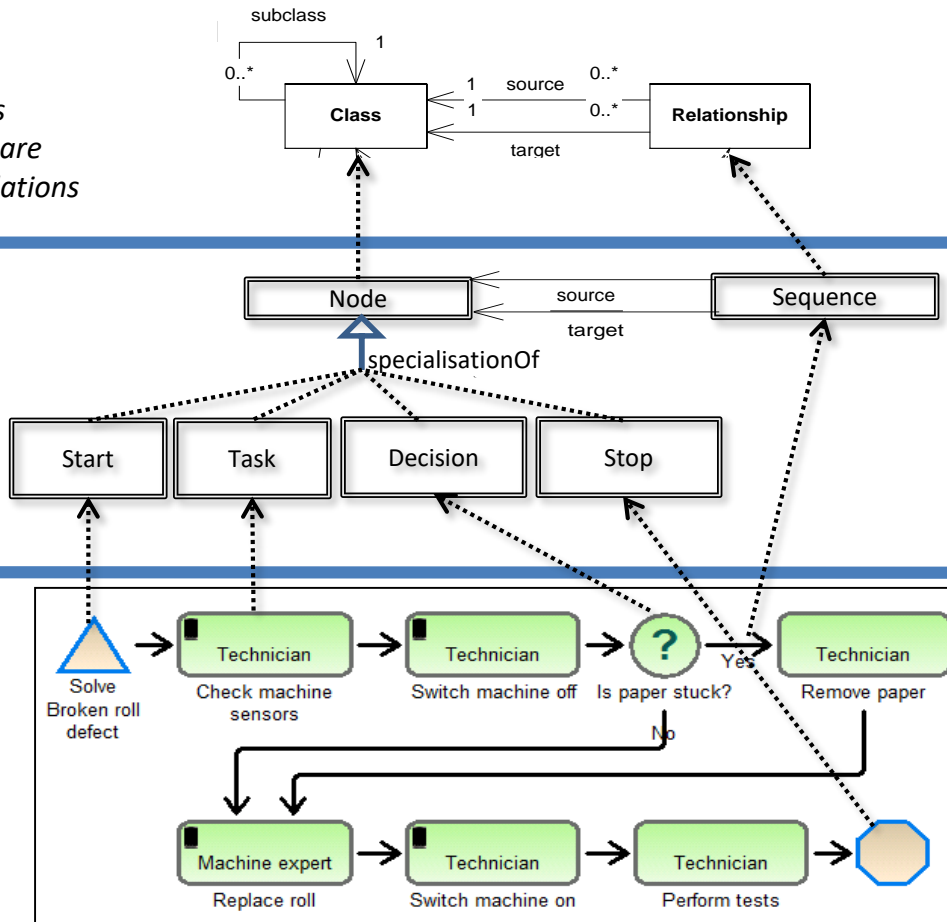 subclass
1
0..*
Class
1
source
0..*
1
0..*
target
Relationship
s
are
ations
Node
source
target
Sequence
specialisationOf
Start
Task
Decision
Stop
Technician
Technician
?
Yes
Technician
Solve
Broken roll
defect
Check machine
sensors
Switch machine off
Is paper stuck?
Remove paper
No
Machine expert
Technician
Technician
Replace roll
Switch machine on
Perform tests